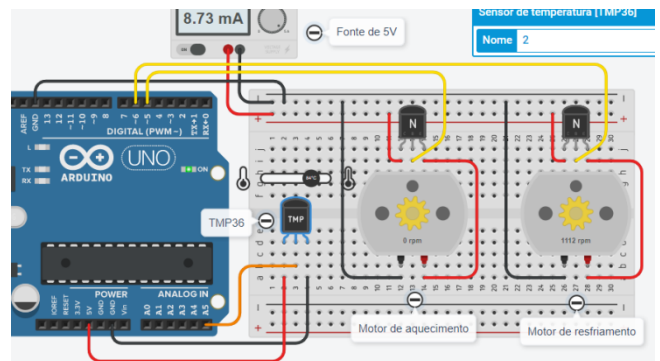 8.73 mA
Fonte de 5V
Sensor de temperatura [TMP36]
Nome 2
AREF
GND
13
12
~11
~10
~9
8
7
~6
~5
4
~3
2
TX→1
RX←0
DIGITAL (PWM~)
L
TX
RX
UNO
ON
ARDUINO
N
N
TMP36
TMP
0 rpm
1112 rpm
POWER
ANALOG IN
IOREF
RESET
3.3V
5V
GND
GND
Vin
A0
A1
A2
A3
A4
A5
Motor de aquecimento
Motor de resfriamento